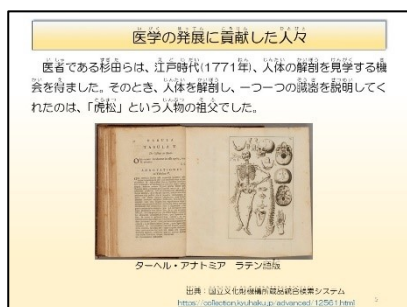 医学の発展に貢献した人々
医者である杉田らは、江戸時代(1771年)、人体の解剖を見学する機
会を得ました。そのとき、人体を解剖し、一つ一つの臓器を説明してく
れたのは、「虎松」という人物の祖父でした。
ターヘル・アナトミア ラテン語版
出典：国立文化財機構所蔵品統合検索システム
https://colbase.nich.go.jp/